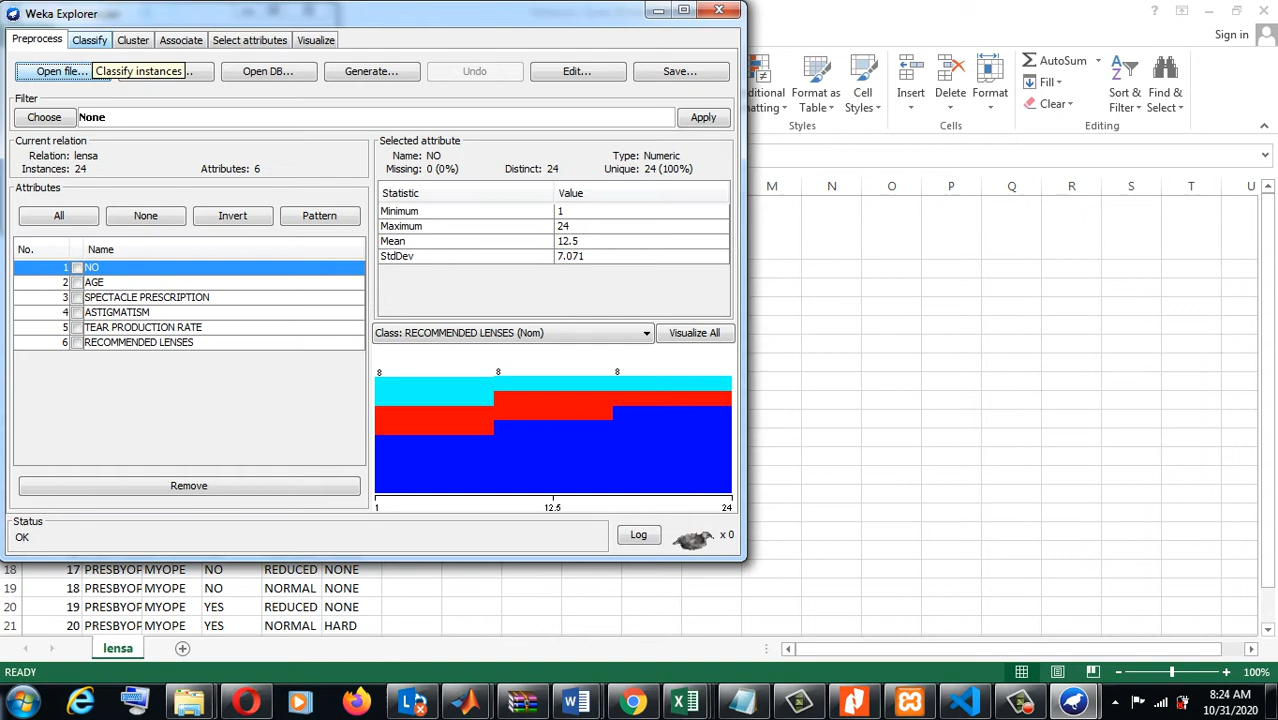 Weka Explorer
Sign in
Preprocess Classify Cluster Associate Select attributes Visualize
Open file... Classify instances ... Open DB... Generate... Undo Edit... Save...
Filter
Choose None Apply
Current relation
Relation: lensa
Instances: 24 Attributes: 6
Selected attribute
Name: NO Type: Numeric
Missing: 0 (0%) Distinct: 24 Unique: 24 (100%)
Attributes
All None Invert Pattern
No. Name
1 NO
2 AGE
3 SPECTACLE PRESCRIPTION
4 ASTIGMATISM
5 TEAR PRODUCTION RATE
6 RECOMMENDED LENSES
Remove
Statistic Value
Minimum 1
Maximum 24
Mean 12.5
StdDev 7.071
Class: RECOMMENDED LENSES (Nom) Visualize All
8 8 8
1 12.5 24
Status
OK
Log x 0
Format as
Table
Cell
Styles
Styles
Insert Delete Format
Cells
AutoSum
Fill
Clear
Sort &
Filter
Find &
Select
Editing
M N O P Q R S T U
18 17 PRESBYOP MYOPE NO REDUCED NONE
19 18 PRESBYOP MYOPE NO NORMAL NONE
20 19 PRESBYOP MYOPE YES REDUCED NONE
21 20 PRESBYOP MYOPE YES NORMAL HARD
lensa
READY 100%
8:24 AM
10/31/2020